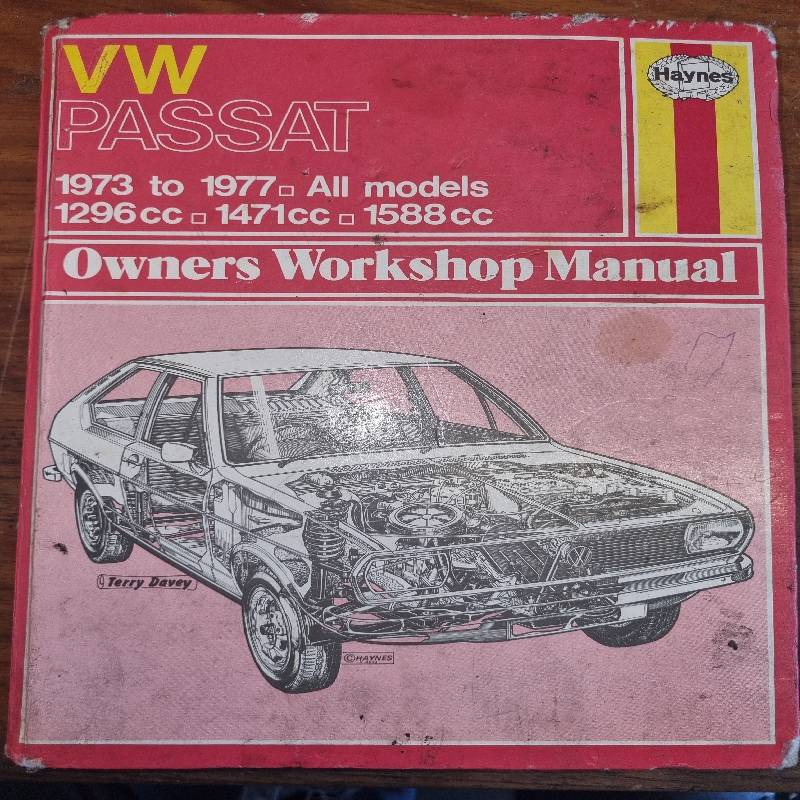 VW
PASSAT
Haynes
1973 to 1977 □ All models
1296cc □ 1471cc □ 1588cc
Owners Workshop Manual
Terry Davey
© HAYNES